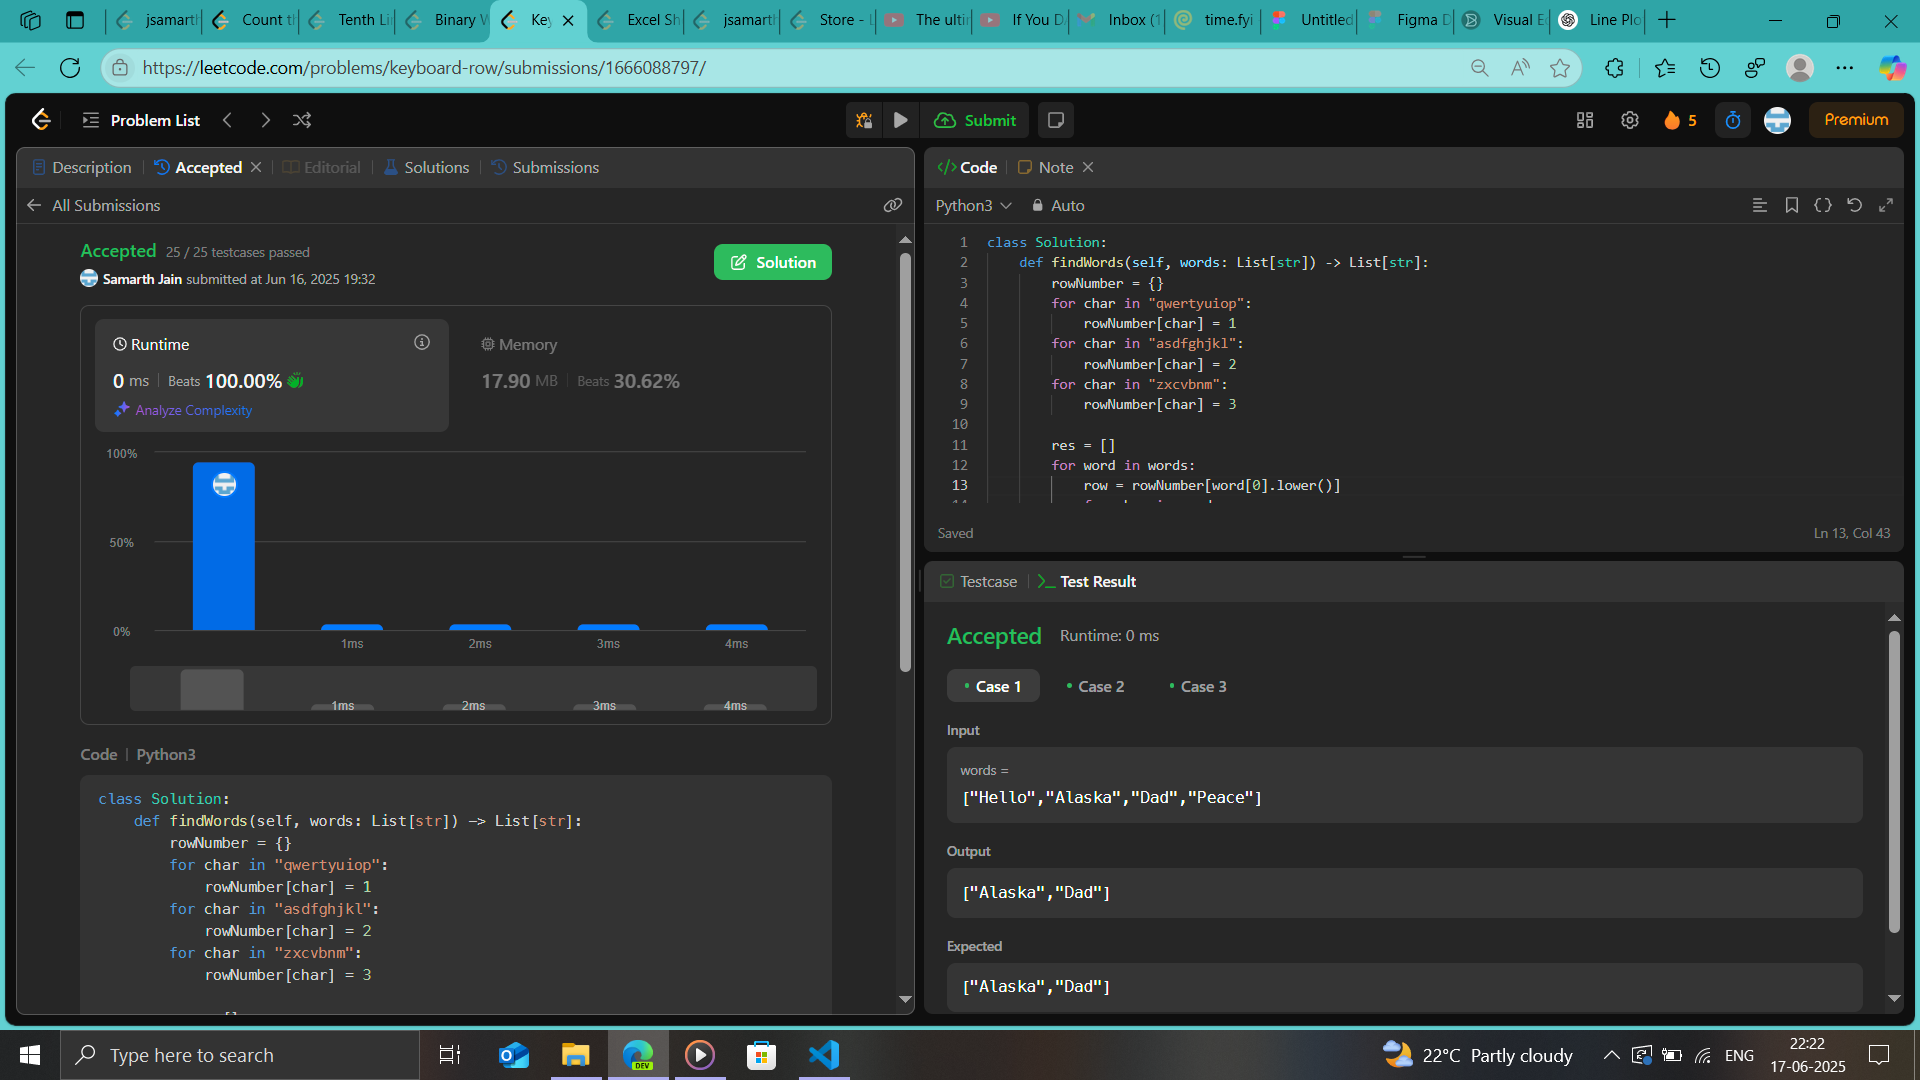 jsamarth
Count th
Tenth Li
Binary W
Key
Excel Sh
jsamarth
Store - L
The ultim
If You Da
Inbox (1
time.fyi
Untitled
Figma D
Visual Ed
Line Plo
https://leetcode.com/problems/keyboard-row/submissions/1666088797/
Problem List
Submit
5
Premium
Description
Accepted
Editorial
Solutions
Submissions
All Submissions
Accepted 25 / 25 testcases passed
Samarth Jain submitted at Jun 16, 2025 19:32
Solution
Runtime
0 ms Beats 100.00%
Analyze Complexity
Memory
17.90 MB Beats 30.62%
100%
50%
0%
1ms 2ms 3ms 4ms
1ms 2ms 3ms 4ms
Code | Python3
class Solution:
def findWords(self, words: List[str]) -> List[str]:
rowNumber = {}
for char in "qwertyuiop":
rowNumber[char] = 1
for char in "asdfghjkl":
rowNumber[char] = 2
for char in "zxcvbnm":
rowNumber[char] = 3
Code
Note
Python3
Auto
1 class Solution:
2 def findWords(self, words: List[str]) -> List[str]:
3 rowNumber = {}
4 for char in "qwertyuiop":
5 rowNumber[char] = 1
6 for char in "asdfghjkl":
7 rowNumber[char] = 2
8 for char in "zxcvbnm":
9 rowNumber[char] = 3
10
11 res = []
12 for word in words:
13 row = rowNumber[word[0].lower()]
Saved
Ln 13, Col 43
Testcase
Test Result
Accepted Runtime: 0 ms
Case 1
Case 2
Case 3
Input
words =
["Hello","Alaska","Dad","Peace"]
Output
["Alaska","Dad"]
Expected
["Alaska","Dad"]
Type here to search
DEV
22°C Partly cloudy
ENG
22:22
17-06-2025